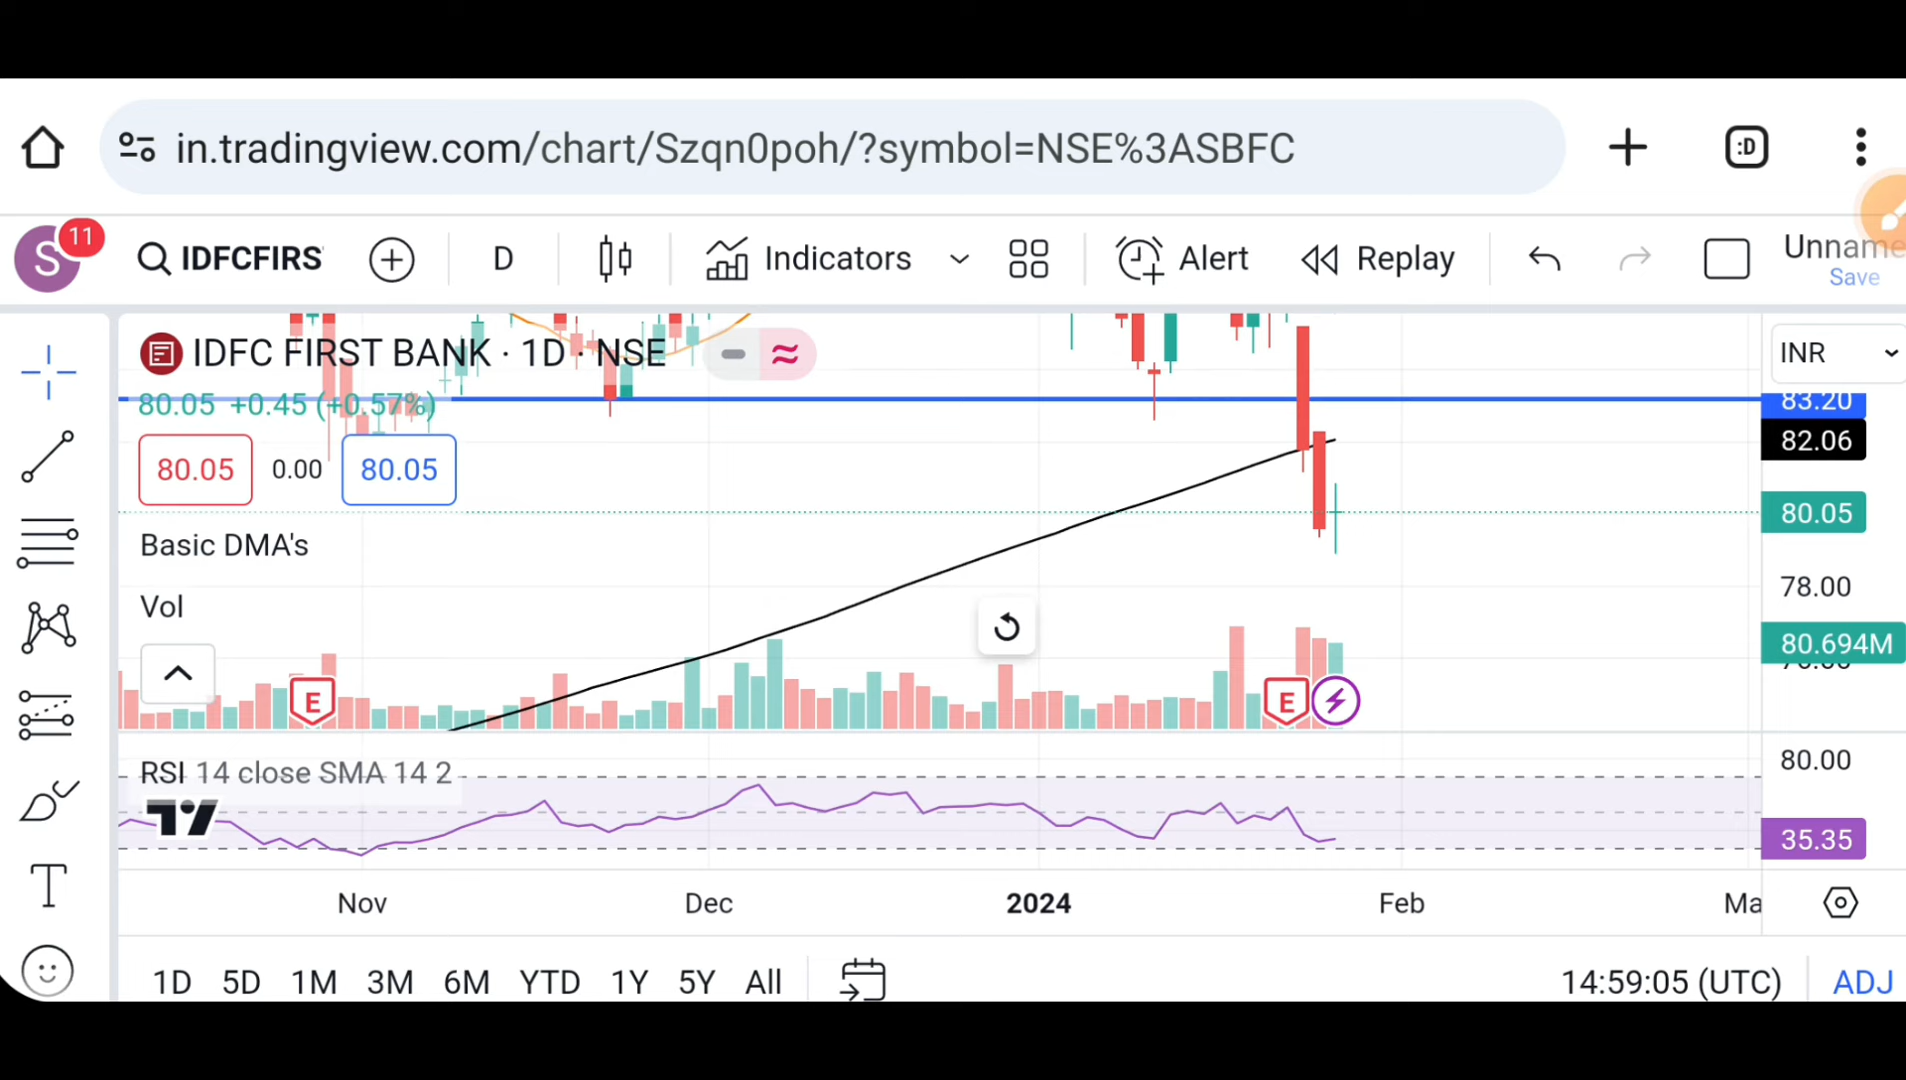 in.tradingview.com/chart/Szqn0poh/?symbol=NSE%3ASBFC
:D
S
11
IDFCFIRS
D
Indicators
Alert
Replay
Unname
Save
IDFC FIRST BANK · 1D · NSE
INR
80.05 +0.45 (+0.57%)
83.20
82.06
80.05
0.00
80.05
80.05
Basic DMA's
78.00
Vol
80.694M
E
E
RSI 14 close SMA 14 2
80.00
35.35
T
Nov
Dec
2024
Feb
Ma
1D
5D
1M
3M
6M
YTD
1Y
5Y
All
14:59:05 (UTC)
ADJ